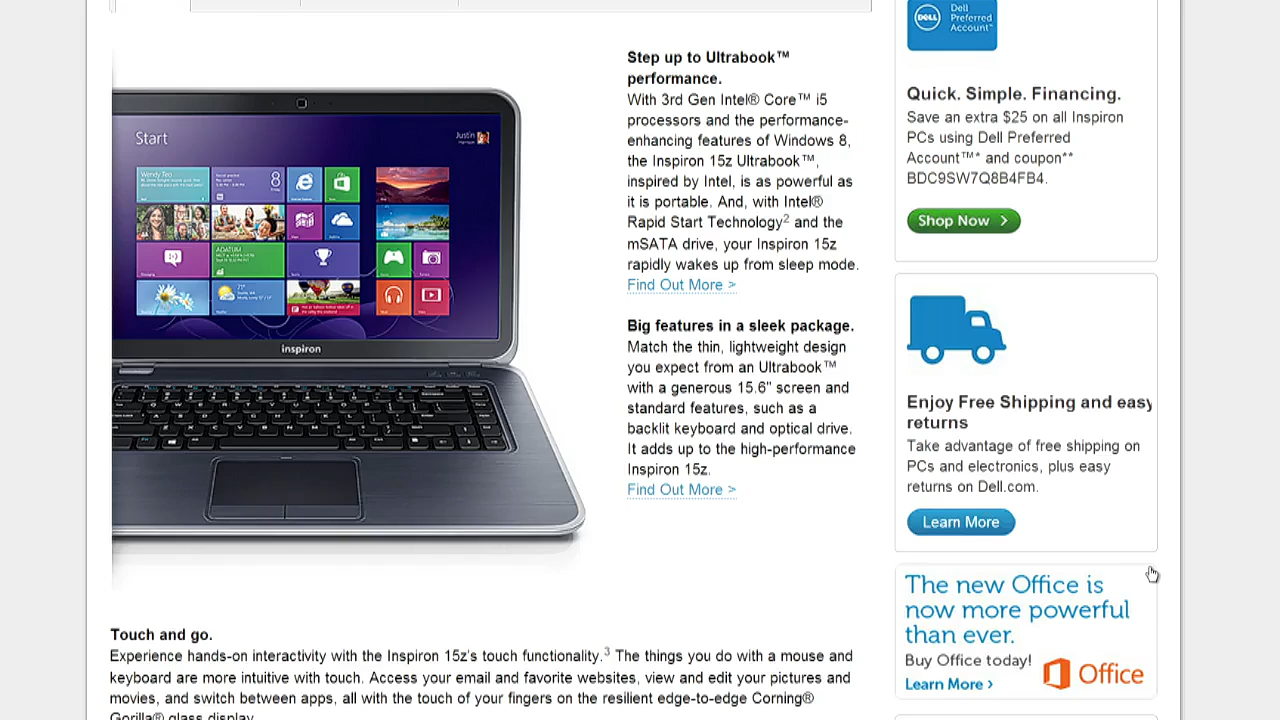 Start
Justin
Wendy Teo
8
ADATUM
21°
inspiron
Step up to Ultrabook™
performance.
With 3rd Gen Intel® Core™ i5
processors and the performance-
enhancing features of Windows 8,
the Inspiron 15z Ultrabook™,
inspired by Intel, is as powerful as
it is portable. And, with Intel®
Rapid Start Technology2 and the
mSATA drive, your Inspiron 15z
rapidly wakes up from sleep mode.
Find Out More >
Big features in a sleek package.
Match the thin, lightweight design
you expect from an Ultrabook™
with a generous 15.6" screen and
standard features, such as a
backlit keyboard and optical drive.
It adds up to the high-performance
Inspiron 15z.
Find Out More >
Touch and go.
Experience hands-on interactivity with the Inspiron 15z's touch functionality.3 The things you do with a mouse and
keyboard are more intuitive with touch. Access your email and favorite websites, view and edit your pictures and
movies, and switch between apps, all with the touch of your fingers on the resilient edge-to-edge Corning®
Gorilla® glass display.
DELL
Dell
Preferred
Account™
Quick. Simple. Financing.
Save an extra $25 on all Inspiron
PCs using Dell Preferred
Account™* and coupon**
BDC9SW7Q8B4FB4.
Shop Now >
Enjoy Free Shipping and easy
returns
Take advantage of free shipping on
PCs and electronics, plus easy
returns on Dell.com.
Learn More
The new Office is
now more powerful
than ever.
Buy Office today!
Learn More >
Office